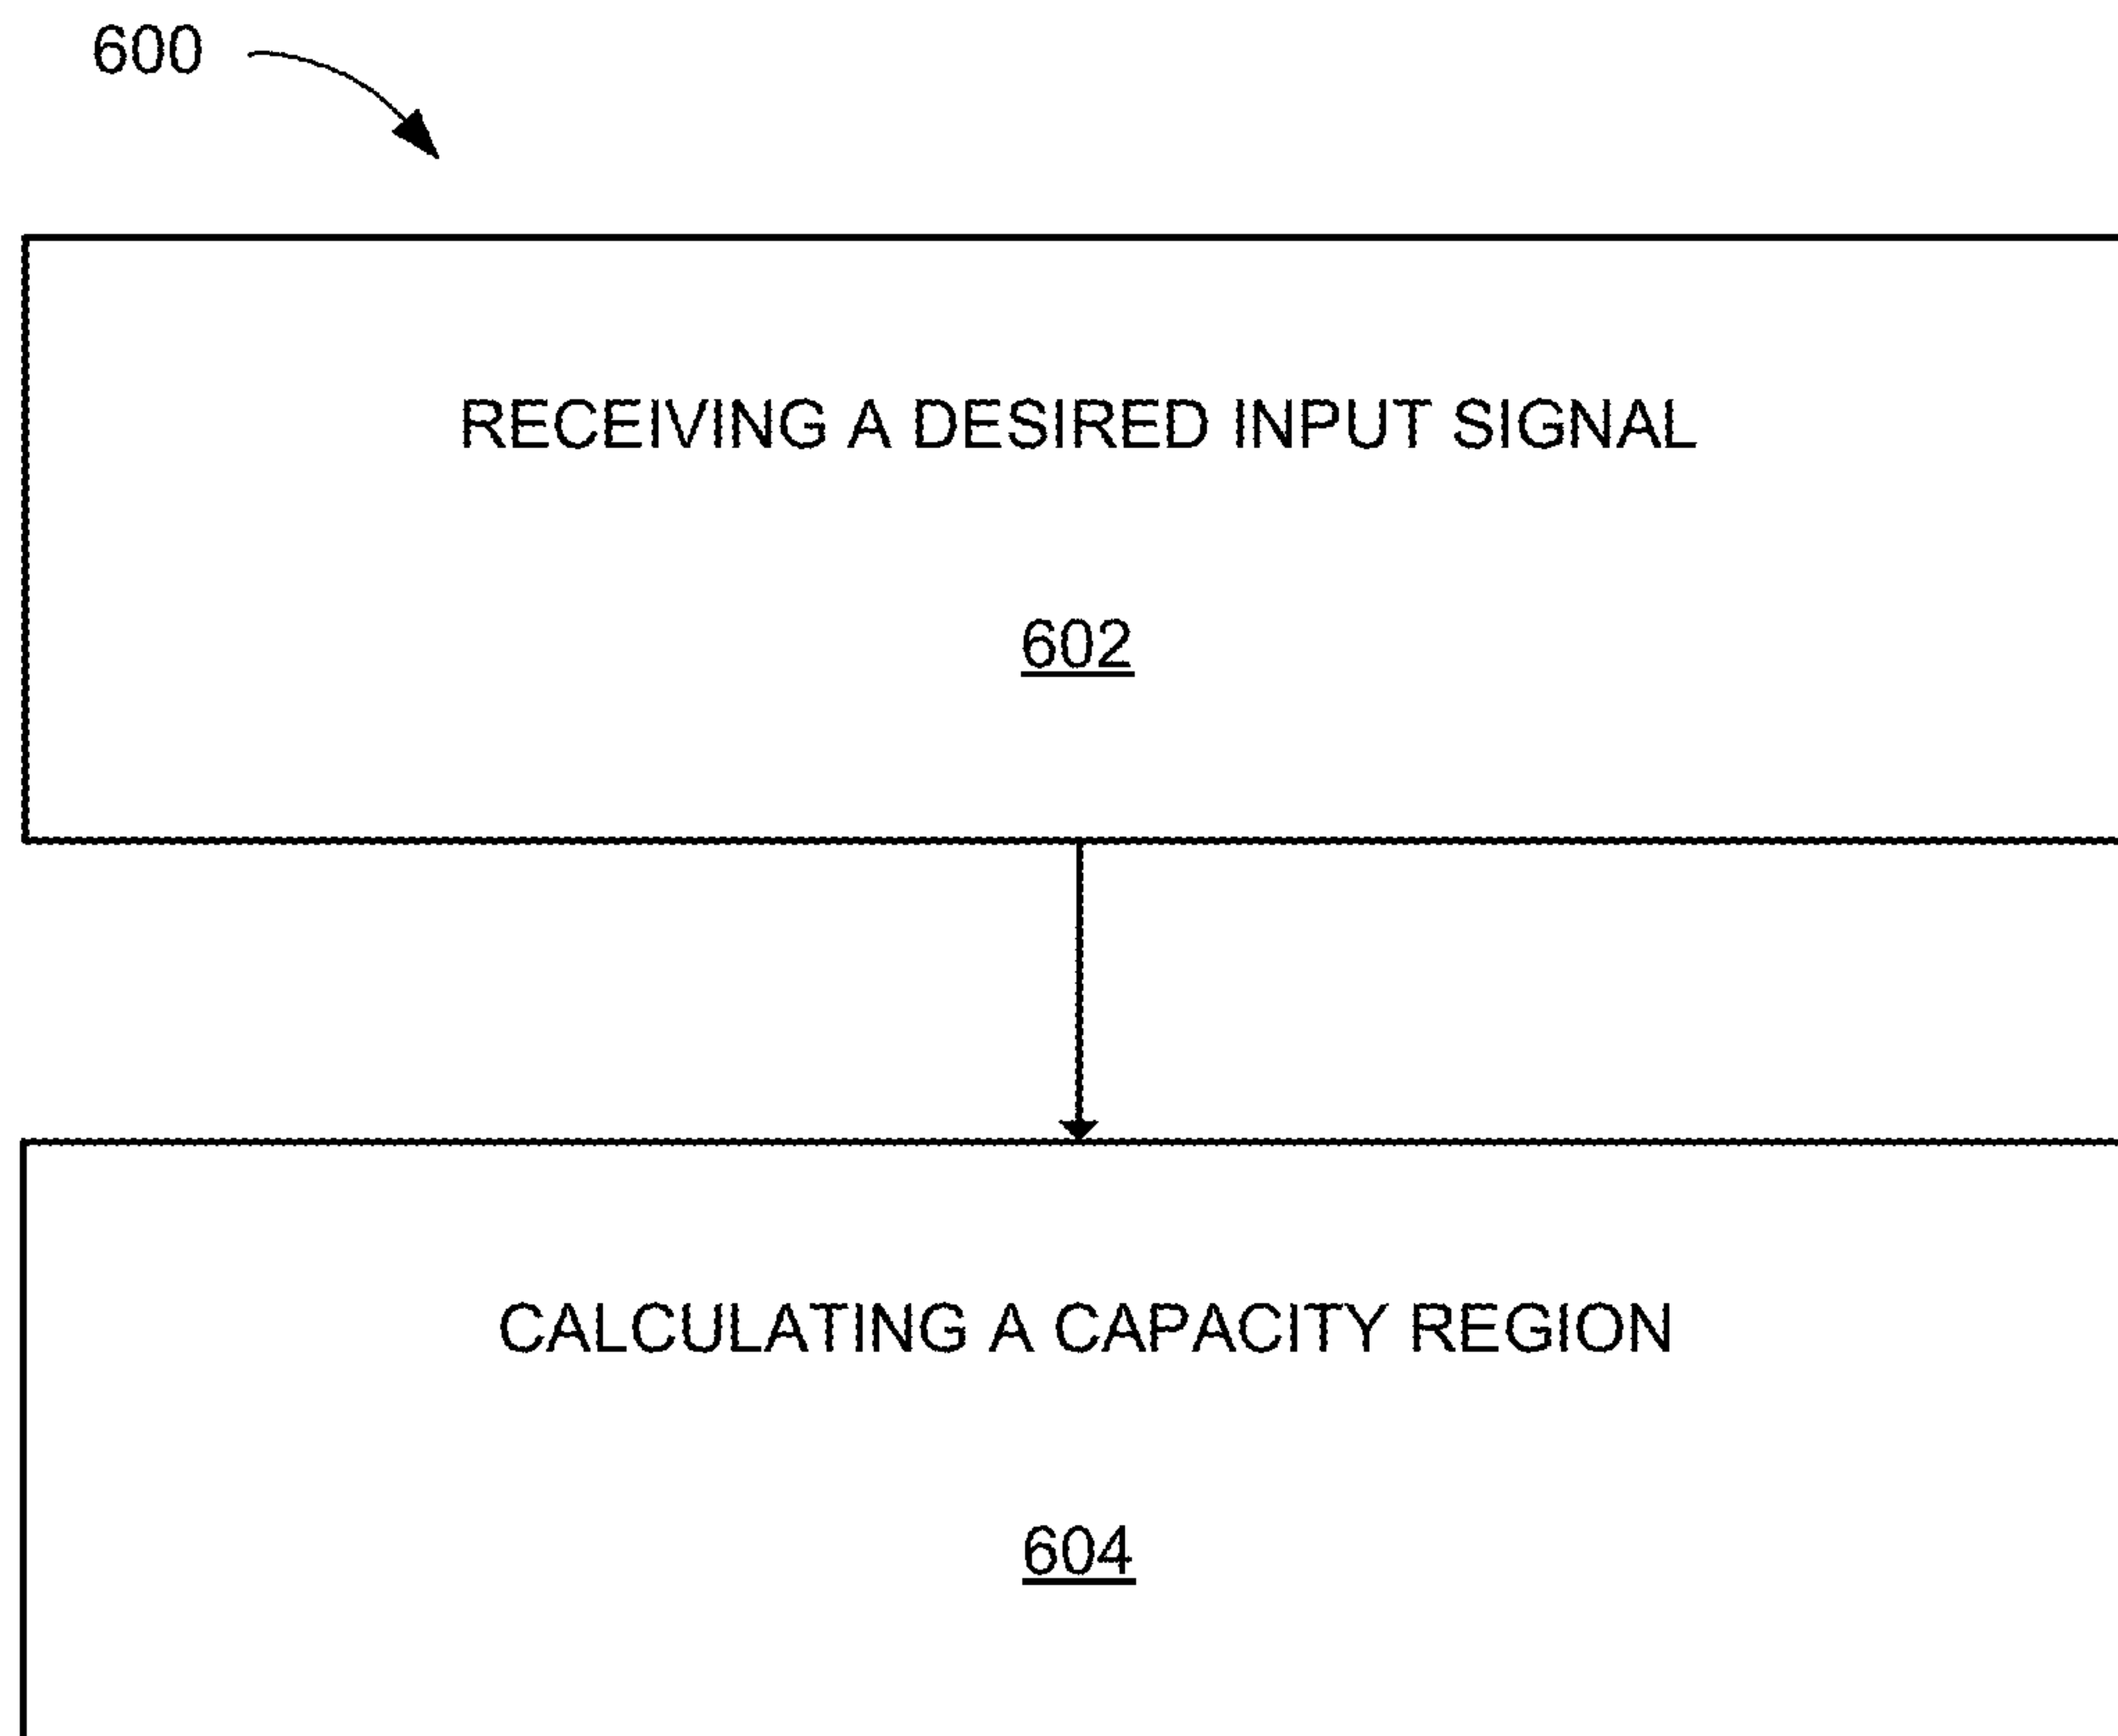 600
RECEIVING A DESIRED INPUT SIGNAL
602
CALCULATING A CAPACITY REGION
604